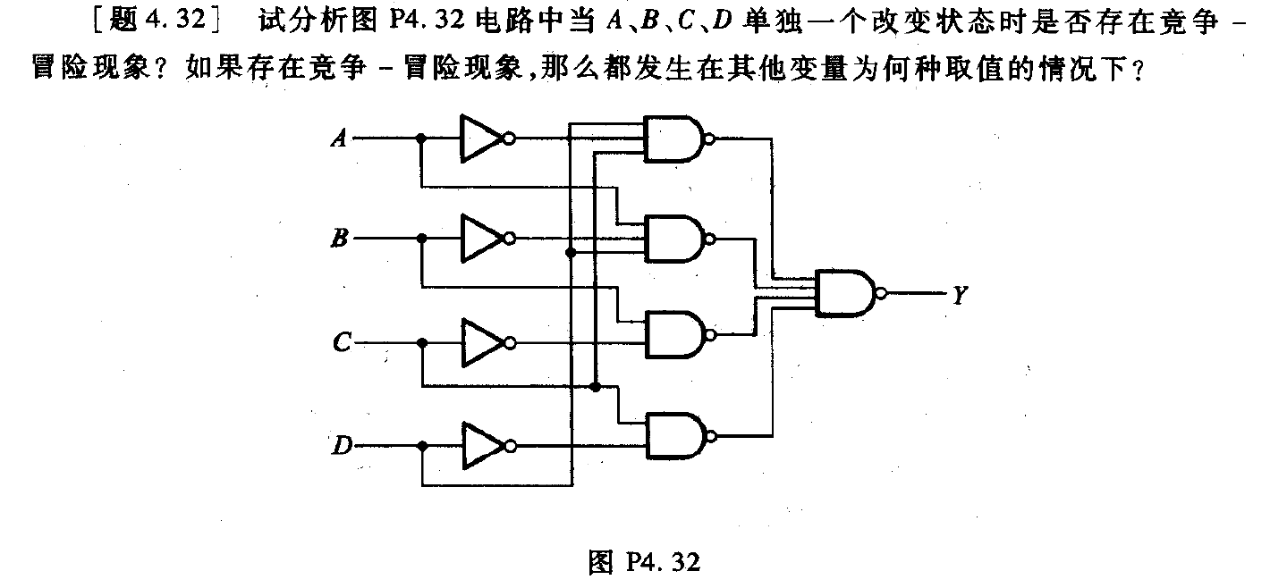 [题 4.32] 试分析图 P4.32 电路中当 A、B、C、D 单独一个改变状态时是否存在竞争 -
冒险现象? 如果存在竞争 - 冒险现象,那么都发生在其他变量为何种取值的情况下?
A
B
Y
C
D
图 P4.32